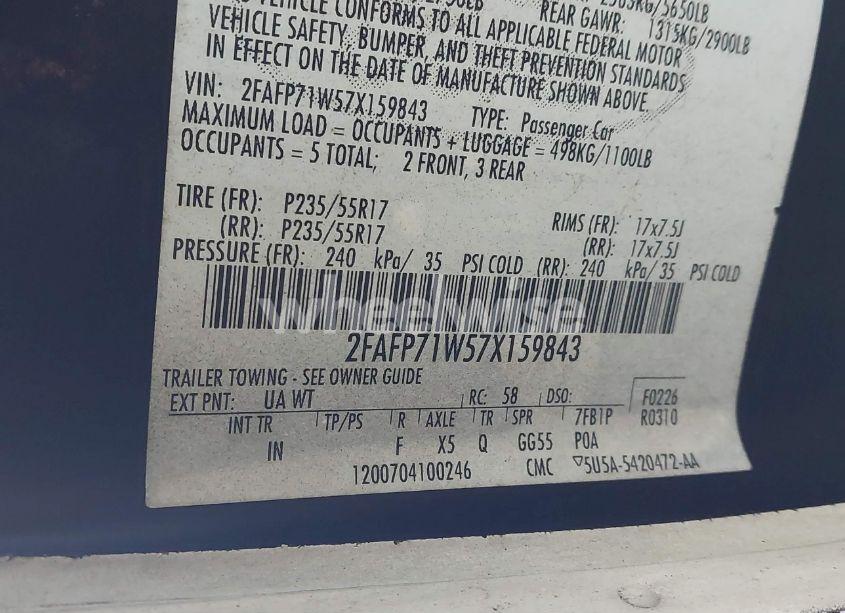 KG/5650LB
REAR GAWR: 1315KG/2900LB
VEHICLE CONFORMS TO ALL APPLICABLE FEDERAL MOTOR
VEHICLE SAFETY, BUMPER, AND THEFT PREVENTION STANDARDS
IN EFFECT ON THE DATE OF MANUFACTURE SHOWN ABOVE.
VIN: 2FAFP71W57X159843 TYPE: Passenger Car
MAXIMUM LOAD = OCCUPANTS + LUGGAGE = 498KG/1100LB
OCCUPANTS = 5 TOTAL; 2 FRONT, 3 REAR
TIRE (FR): P235/55R17 RIMS (FR): 17x7.5J
(RR): P235/55R17 (RR): 17x7.5J
PRESSURE (FR): 240 kPa/ 35 PSI COLD (RR): 240 kPa/ 35 PSI COLD
wheelwise
2FAFP71W57X159843
TRAILER TOWING - SEE OWNER GUIDE
EXT PNT: UA WT RC: 58 DSO: F0226
INT TR TP/PS R AXLE TR SPR 7FB1P R0310
IN F X5 Q GG55 POA
1200704100246 CMC ▽5U5A-5420472-AA